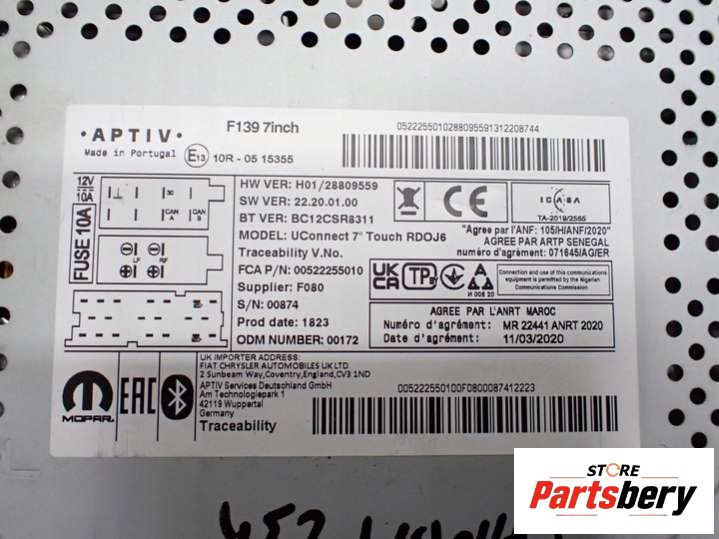 • APTIV •
F139 7inch
05222550102880955913122087​44
Made in Portugal
E13 10R - 05 15355
12V
10A
30
CAN A
CAN B
FUSE 10A
LF
RF
HW VER: H01/28809559
SW VER: 22.20.01.00
BT VER: BC12CSR8311
MODEL: UConnect 7" Touch RDOJ6
Traceability V.No.
FCA P/N: 00522255010
Supplier: F080
S/N: 00874
Prod date: 1823
ODM NUMBER: 00172
CE
ICASA
TA-2019/2565
"Agree par l'ANF: 105/H/ANF/2020"
AGREE PAR ARTP SENEGAL
numéro d'agrément: 071645/AG/ER
UK
CA
TP
Connection and use of this communications
equipment is permitted by the Nigerian
Communications Commission
AGREE PAR L'ANRT MAROC
Numéro d'agrément: MR 22441 ANRT 2020
Date d'agrément: 11/03/2020
UK IMPORTER ADDRESS:
FIAT CHRYSLER AUTOMOBILES UK LTD
2 Sunbeam Way,Coventry,England,CV3 1ND
APTIV Services Deutschland GmbH
Am Technologiepark 1
42119 Wuppertal
Germany
Traceability
MOPAR
EAC
005222550100F0800087412223
STORE
Partsbery